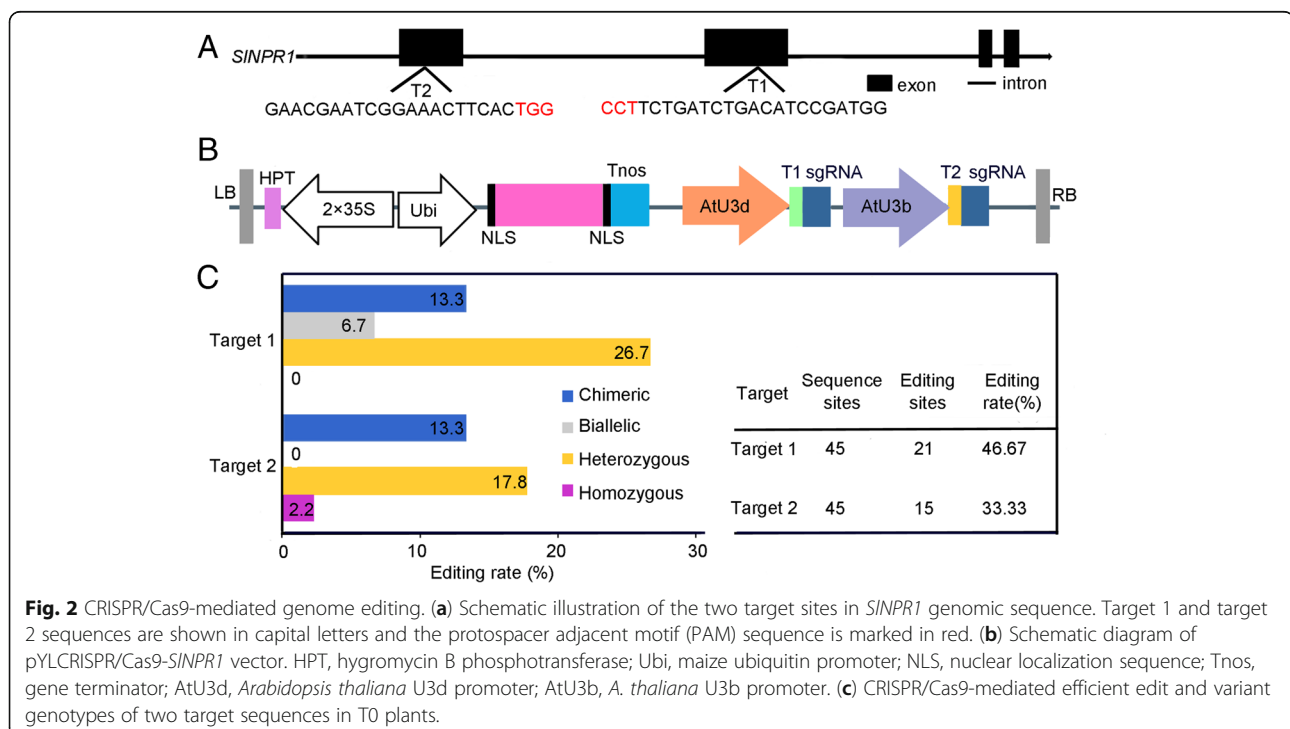 A
SlNPR1
T2
T1
exon
intron
GAACGAATCGGAAACTTCACTGG
CCTTCTGATCTGACATCCGATGG
B
LB
HPT
2×35S
Ubi
NLS
NLS
Tnos
AtU3d
T1 sgRNA
AtU3b
T2 sgRNA
RB
C
Target 1
13.3
6.7
26.7
0
Target 2
13.3
0
17.8
2.2
Chimeric
Biallelic
Heterozygous
Homozygous
0 10 20 30
Editing rate (%)
Target Sequence sites Editing sites Editing rate(%)
Target 1 45 21 46.67
Target 2 45 15 33.33
Fig. 2 CRISPR/Cas9-mediated genome editing. (a) Schematic illustration of the two target sites in SlNPR1 genomic sequence. Target 1 and target
2 sequences are shown in capital letters and the protospacer adjacent motif (PAM) sequence is marked in red. (b) Schematic diagram of
pYLCRISPR/Cas9-SlNPR1 vector. HPT, hygromycin B phosphotransferase; Ubi, maize ubiquitin promoter; NLS, nuclear localization sequence; Tnos,
gene terminator; AtU3d, Arabidopsis thaliana U3d promoter; AtU3b, A. thaliana U3b promoter. (c) CRISPR/Cas9-mediated efficient edit and variant
genotypes of two target sequences in T0 plants.